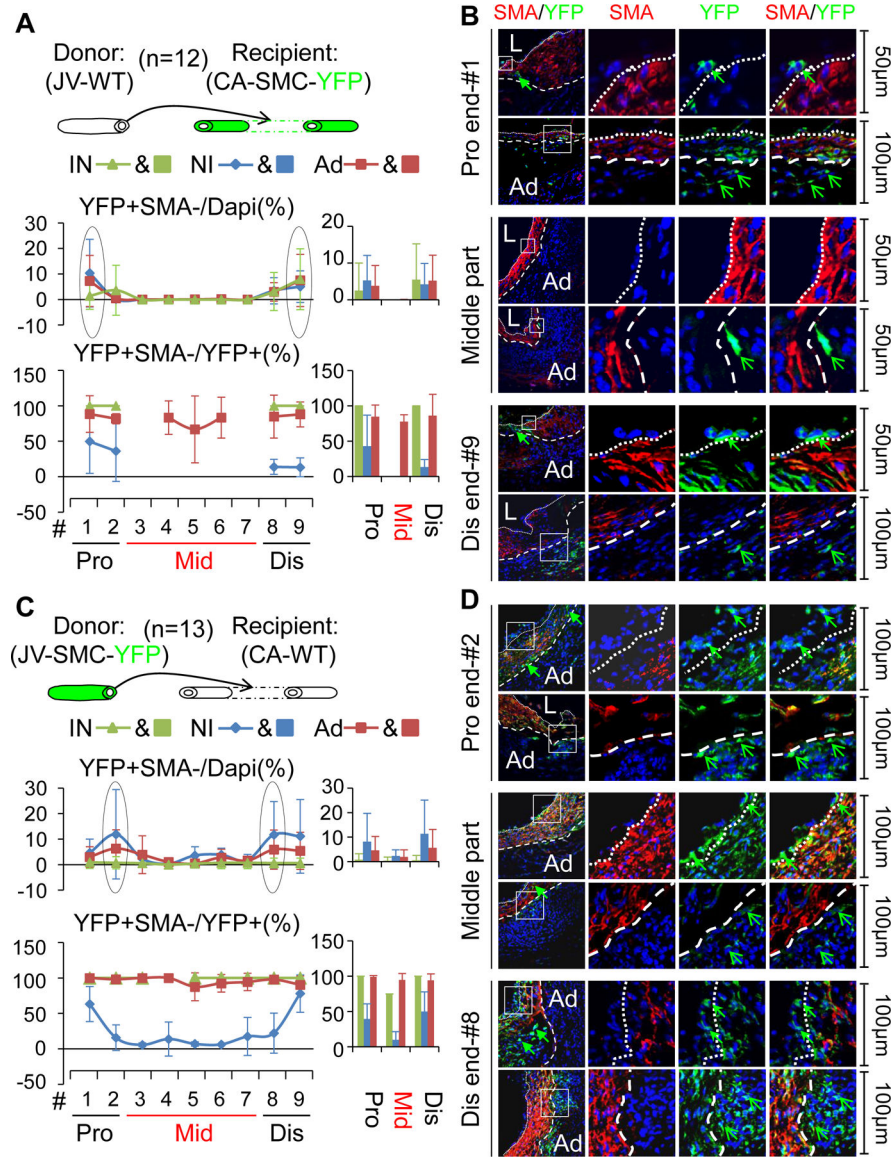 A
Donor: (n=12) Recipient:
(JV-WT) (CA-SMC-YFP)
IN & NI & Ad &
YFP+SMA-/Dapi(%)
30
20
10
0
-10
20
10
0
YFP+SMA-/YFP+(%)
150
100
50
0
-50
150
100
50
0
# 1 2 3 4 5 6 7 8 9
Pro Mid Dis
Pro
Mid
Dis
B
SMA/YFP SMA YFP SMA/YFP
Pro end-#1
L
50µm
Ad
100µm
Middle part
L
Ad
50µm
L
Ad
50µm
Dis end-#9
L
Ad
50µm
L
100µm
C
Donor: (n=13) Recipient:
(JV-SMC-YFP) (CA-WT)
IN & NI & Ad &
YFP+SMA-/Dapi(%)
30
20
10
0
-10
30
20
10
0
YFP+SMA-/YFP+(%)
150
100
50
0
-50
150
100
50
0
# 1 2 3 4 5 6 7 8 9
Pro Mid Dis
Pro
Mid
Dis
D
Pro end-#2
Ad
100µm
L
Ad
100µm
Middle part
Ad
100µm
100µm
Dis end-#8
Ad
100µm
Ad
100µm